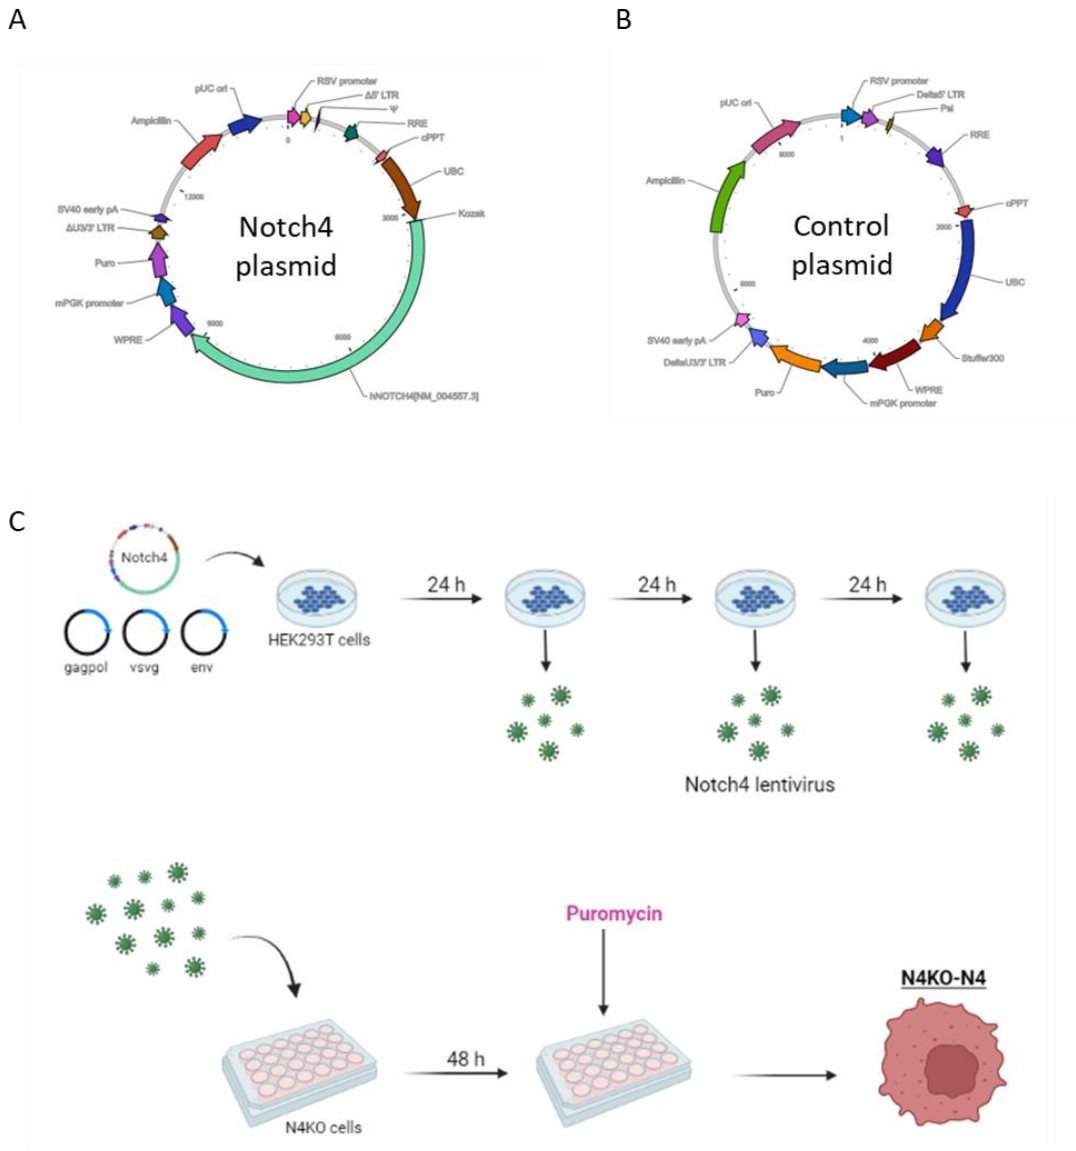 A
B
RSV promoter
Δ5' LTR
Ψ
RRE
cPPT
UBC
Kozak
hNOTCH4[NM_004557.3]
WPRE
mPGK promoter
Puro
ΔU3/3' LTR
SV40 early pA
Ampicillin
pUC ori
0
3000
6000
9000
12000
Notch4
plasmid
RSV promoter
Delta5' LTR
Psi
RRE
cPPT
UBC
Stuffer300
WPRE
mPGK promoter
Puro
DeltaU3/3' LTR
SV40 early pA
Ampicillin
pUC ori
1
2000
4000
6000
8000
Control
plasmid
C
Notch4
gagpol
vsvg
env
HEK293T cells
24 h
24 h
24 h
Notch4 lentivirus
Puromycin
N4KO-N4
48 h
N4KO cells